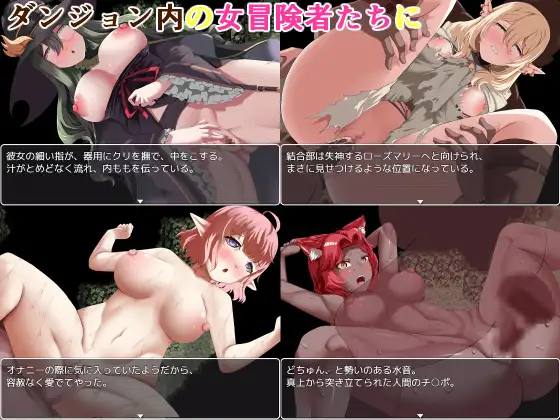 ダンジョン内の女冒険者たちに
彼女の細い指が、器用にクリを撫で、中をこする。
汁がとめどなく流れ、内ももを伝っている。
結合部は失神するローズマリーへと向けられ、
まさに見せつけるような位置になっている。
オナニーの際に気に入っていたようだから、
容赦なく愛でてやった。
どちゅん、と勢いのある水音。
真上から突き立てられた人間のチ○ポ。